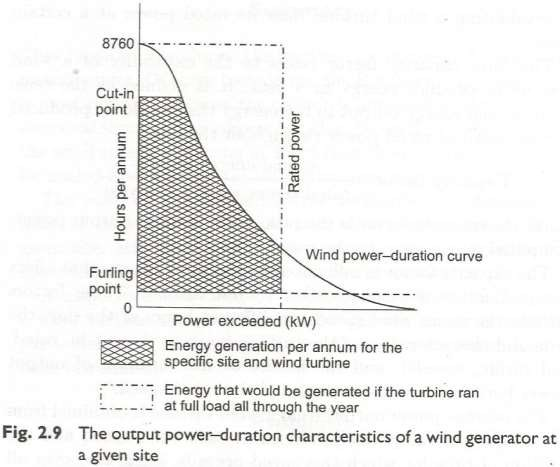 8760
Cut-in
point
Hours per annum
Rated power
Wind power–duration curve
Furling
point
0
Power exceeded (kW)
Energy generation per annum for the
specific site and wind turbine
Energy that would be generated if the turbine ran
at full load all through the year
Fig. 2.9 The output power–duration characteristics of a wind generator at
a given site